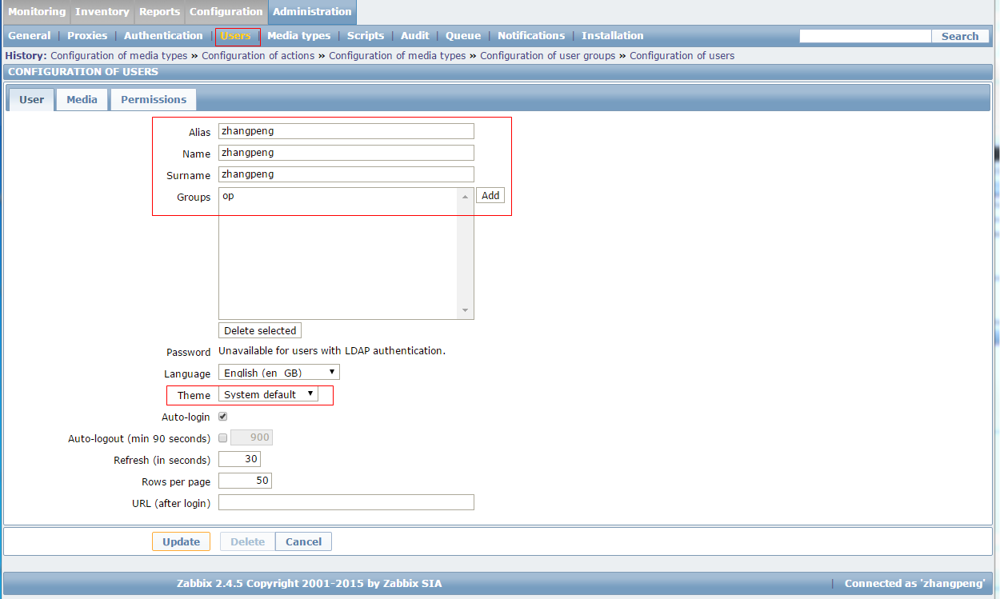 Monitoring Inventory Reports Configuration Administration
General | Proxies | Authentication | Users | Media types | Scripts | Audit | Queue | Notifications | Installation Search
History: Configuration of media types » Configuration of actions » Configuration of media types » Configuration of user groups » Configuration of users
CONFIGURATION OF USERS
User Media Permissions
Alias zhangpeng
Name zhangpeng
Surname zhangpeng
Groups op Add
Delete selected
Password Unavailable for users with LDAP authentication.
Language English (en_GB)
Theme System default
Auto-login
Auto-logout (min 90 seconds) 900
Refresh (in seconds) 30
Rows per page 50
URL (after login)
Update Delete Cancel
Zabbix 2.4.5 Copyright 2001-2015 by Zabbix SIA | Connected as 'zhangpeng'